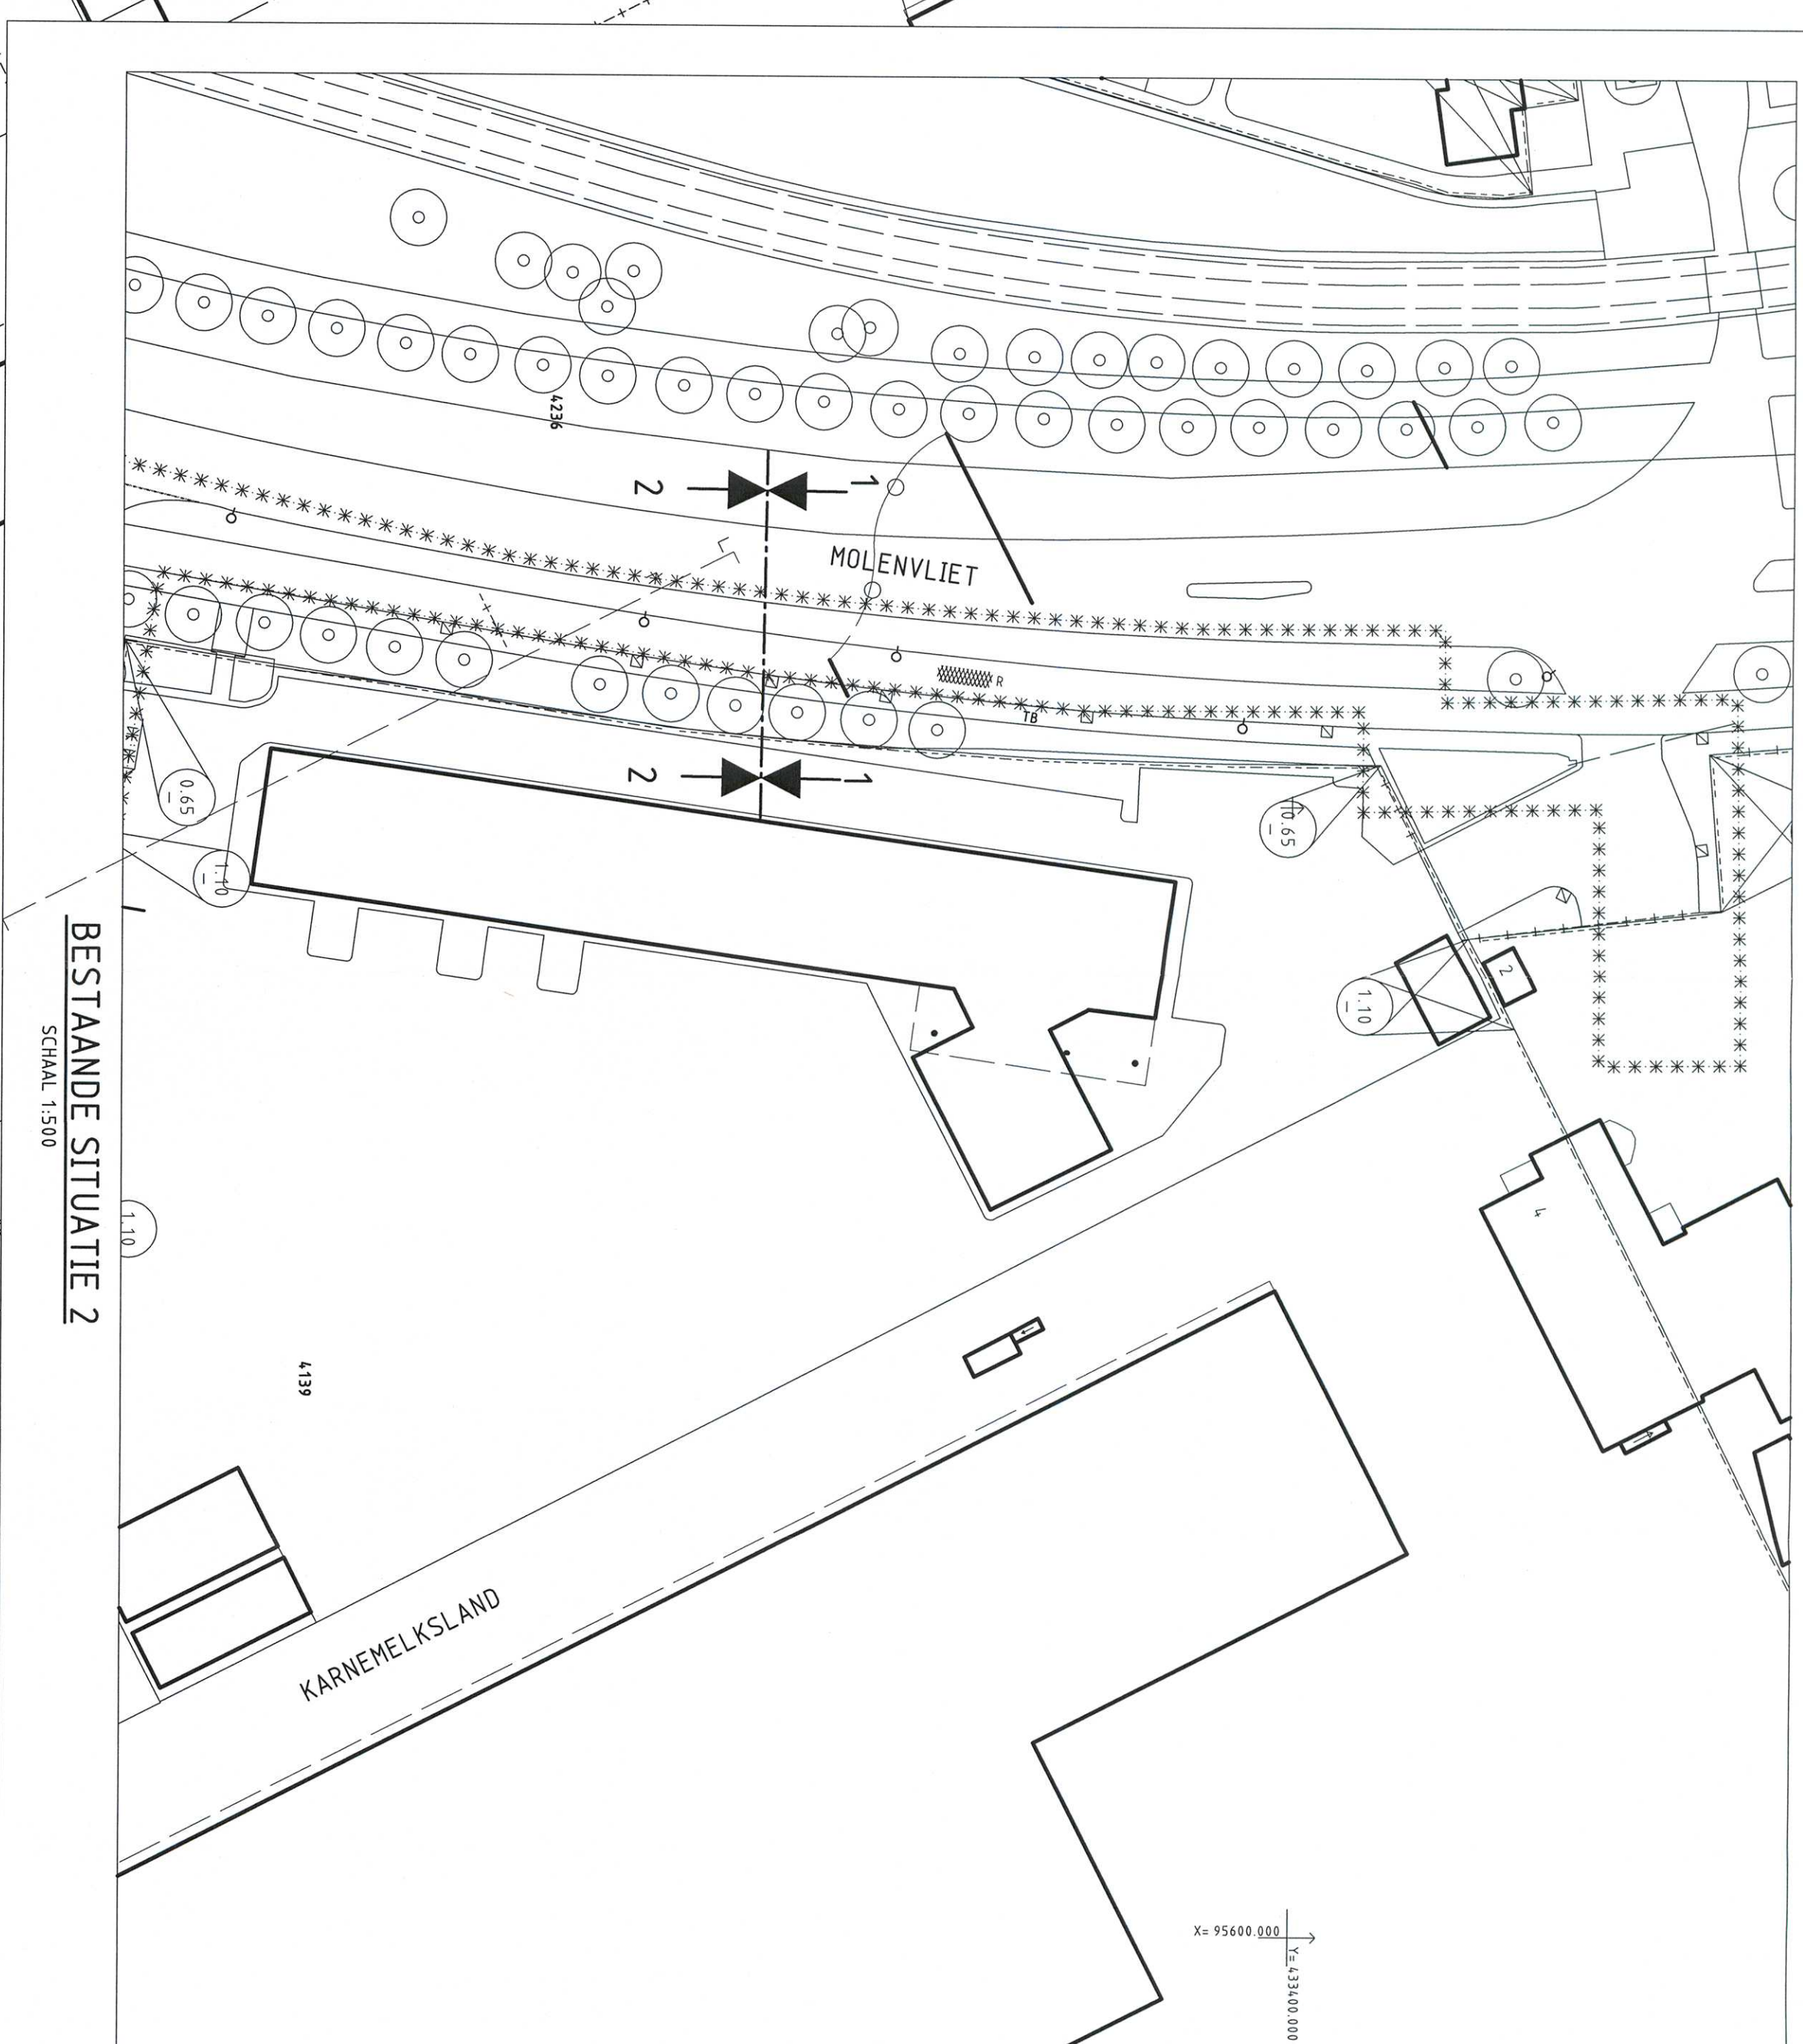 4236
2
1
MOLENVLIET
R
TB
2
1
0.65
10.65
1.10
1.10
2
BESTAANDE SITUATIE 2
SCHAAL 1:500
1.10
4
4139
KARNEMELKSLAND
X= 95600.000
Y= 433400.000